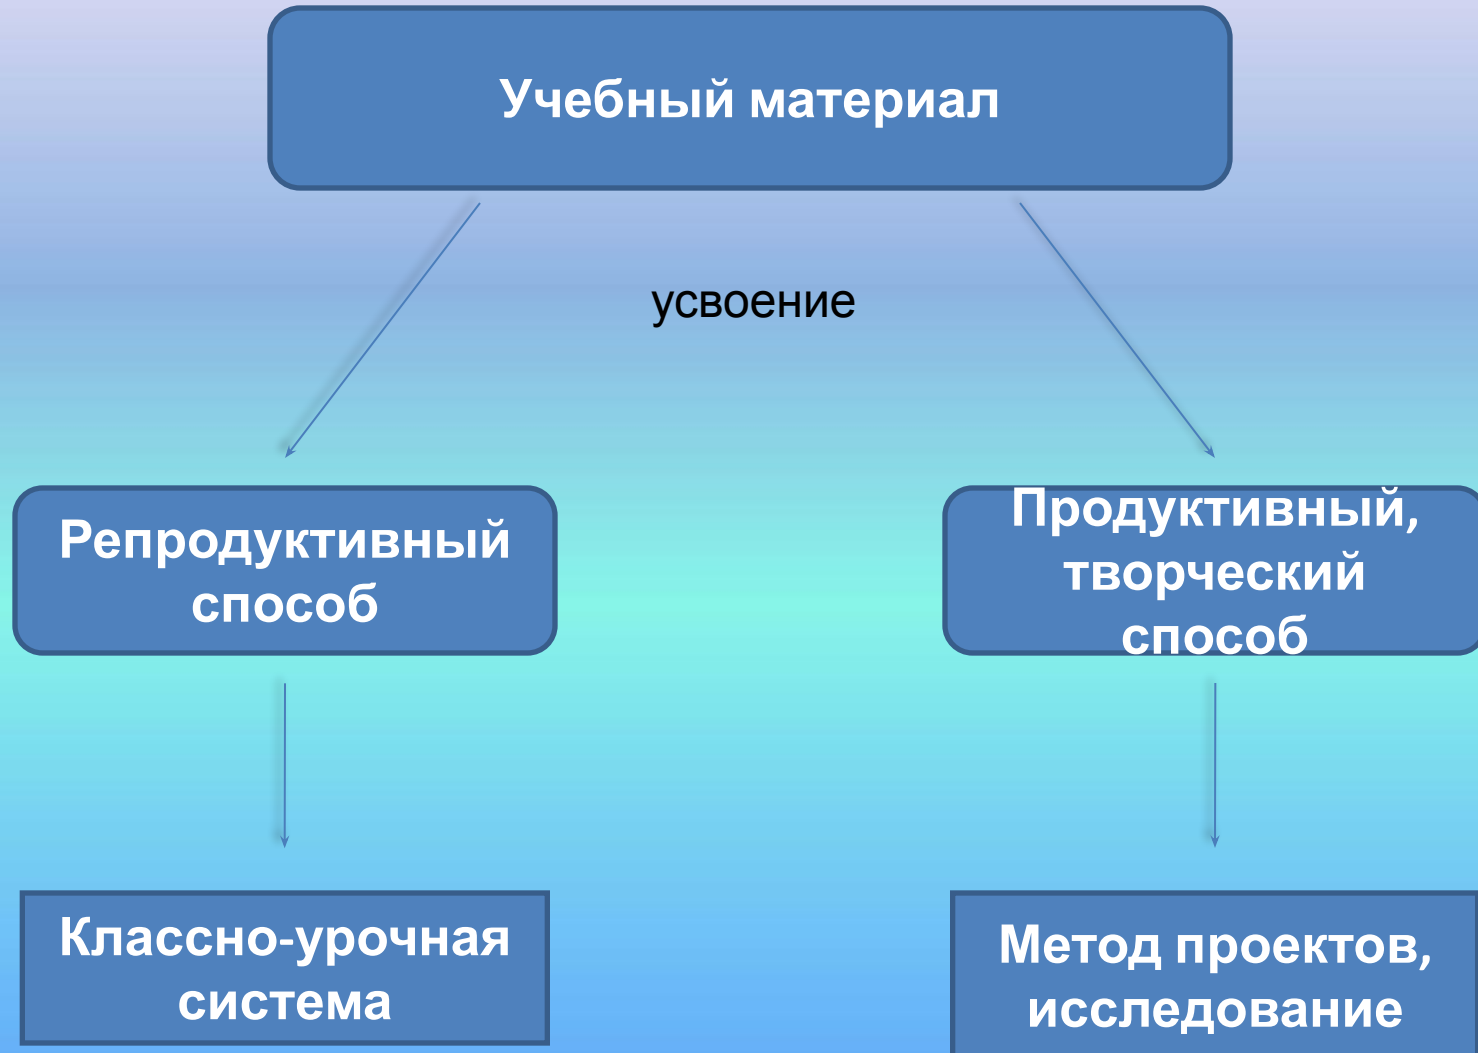 Учебный материал
усвоение
Репродуктивный
способ
Продуктивный,
творческий
способ
Классно-урочная
система
Метод проектов,
исследование